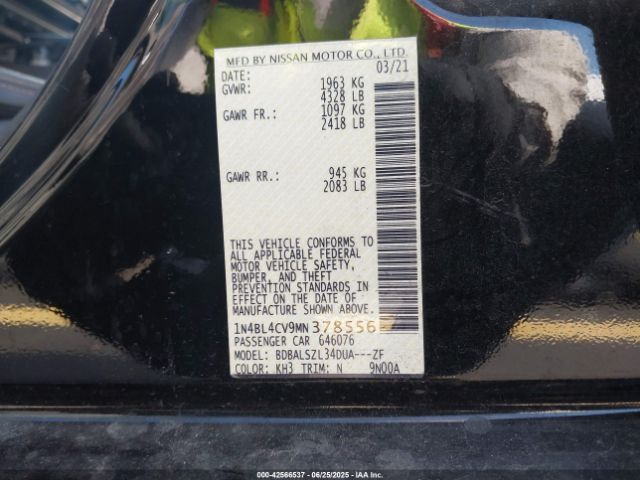 MFD BY NISSAN MOTOR CO., LTD.
DATE: 03/21
GVWR: 1963 KG
4328 LB
GAWR FR.: 1097 KG
2418 LB
GAWR RR.: 945 KG
2083 LB
THIS VEHICLE CONFORMS TO
ALL APPLICABLE FEDERAL
MOTOR VEHICLE SAFETY,
BUMPER, AND THEFT
PREVENTION STANDARDS
IN EFFECT ON THE DATE OF
MANUFACTURE SHOWN ABOVE.
1N4BL4CV9MN378556
PASSENGER CAR 646076
MODEL: BDBALSZL34DUA---ZF
COLOR: KH3 TRIM: N 9N00A
000-42566537 - 06/25/2025 - IAA, Inc.